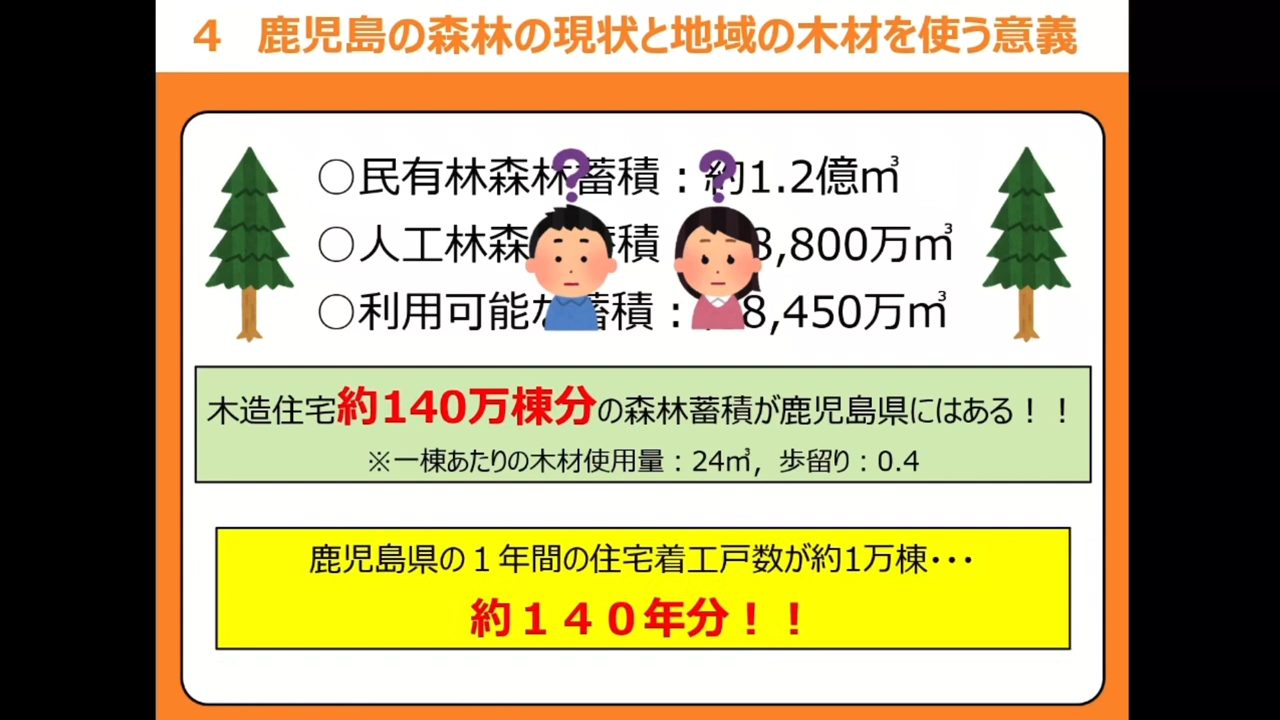 ４ 鹿児島の森林の現状と地域の木材を使う意義
○民有林森林蓄積：約1.2億㎥
○人工林森 蓄積 8,800万㎥
○利用可能な蓄積： 8,450万㎥
木造住宅約140万棟分の森林蓄積が鹿児島県にはある！！
※一棟あたりの木材使用量：24㎥，歩留り：0.4
鹿児島県の１年間の住宅着工戸数が約1万棟･･･
約１４０年分！！